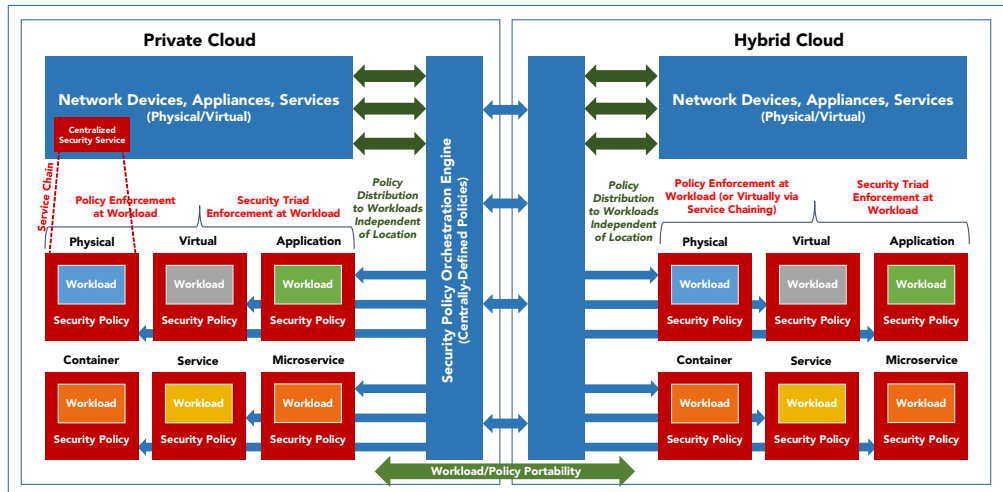 Private Cloud
Network Devices, Appliances, Services
(Physical/Virtual)
Centralized
Security Service
Service Chain
Policy Enforcement
at Workload
Security Triad
Enforcement at Workload
Policy
Distribution
to Workloads
Independent
of Location
Physical
Virtual
Application
Workload
Workload
Workload
Security Policy
Security Policy
Security Policy
Container
Service
Microservice
Workload
Workload
Workload
Security Policy
Security Policy
Security Policy
Security Policy Orchestration Engine
(Centrally-Defined Policies)
Hybrid Cloud
Network Devices, Appliances, Services
(Physical/Virtual)
Policy
Distribution
to Workloads
Independent
of Location
Policy Enforcement at
Workload (or Virtually via
Service Chaining)
Security Triad
Enforcement at
Workload
Physical
Virtual
Application
Workload
Workload
Workload
Security Policy
Security Policy
Security Policy
Container
Service
Microservice
Workload
Workload
Workload
Security Policy
Security Policy
Security Policy
Workload/Policy Portability